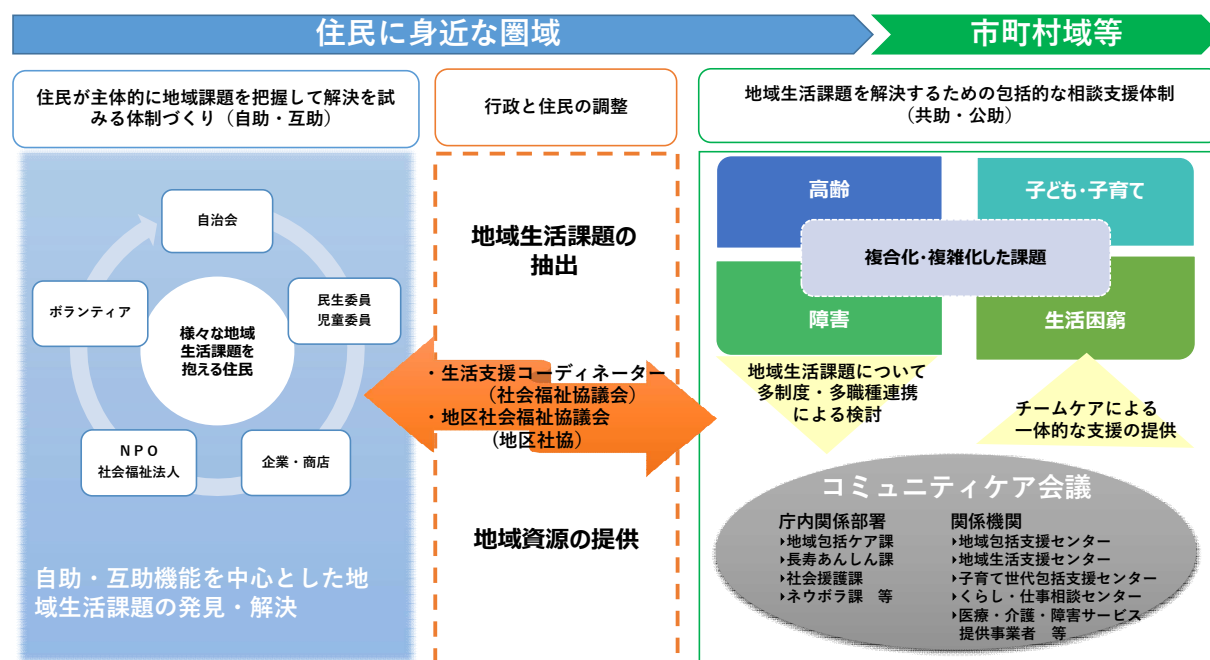 住民に身近な圏域
市町村域等
住民が主体的に地域課題を把握して解決を試
みる体制づくり（自助・互助）
行政と住民の調整
地域生活課題を解決するための包括的な相談支援体制
（共助・公助）
自治会
ボランティア
民生委員
児童委員
様々な地域
生活課題を
抱える住民
ＮＰＯ
社会福祉法人
企業・商店
自助・互助機能を中心とした地
域生活課題の発見・解決
地域生活課題の
抽出
・生活支援コーディネーター
（社会福祉協議会）
・地区社会福祉協議会
（地区社協）
地域資源の提供
高齢
子ども・子育て
複合化・複雑化した課題
障害
生活困窮
地域生活課題について
多制度・多職種連携
による検討
チームケアによる
一体的な支援の提供
コミュニティケア会議
庁内関係部署
‣地域包括ケア課
‣長寿あんしん課
‣社会援護課
‣ネウボラ課　等
関係機関
‣地域包括支援センター
‣地域生活支援センター
‣子育て世代包括支援センター
‣くらし・仕事相談センター
‣医療・介護・障害サービス
提供事業者　等